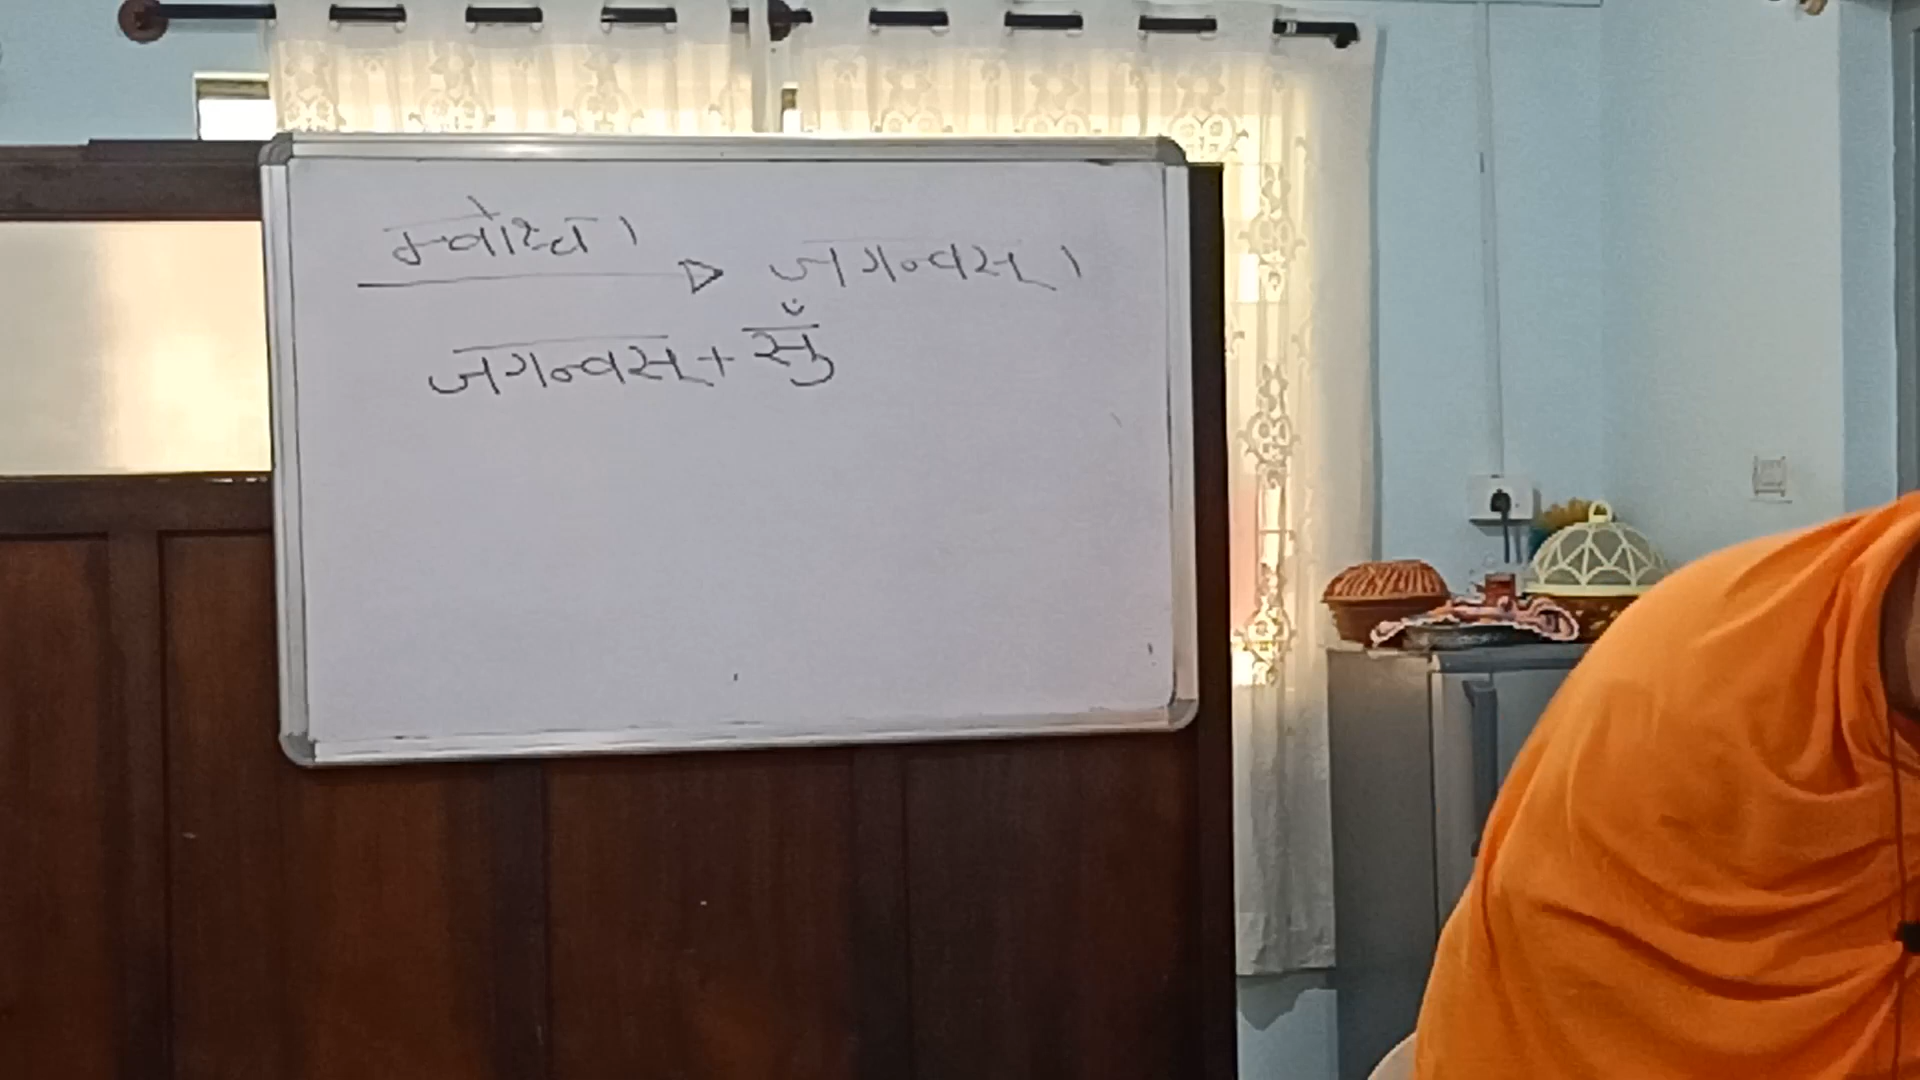 म्वोश्च । → जगन्वस् ।
जगन्वस् + सुँ